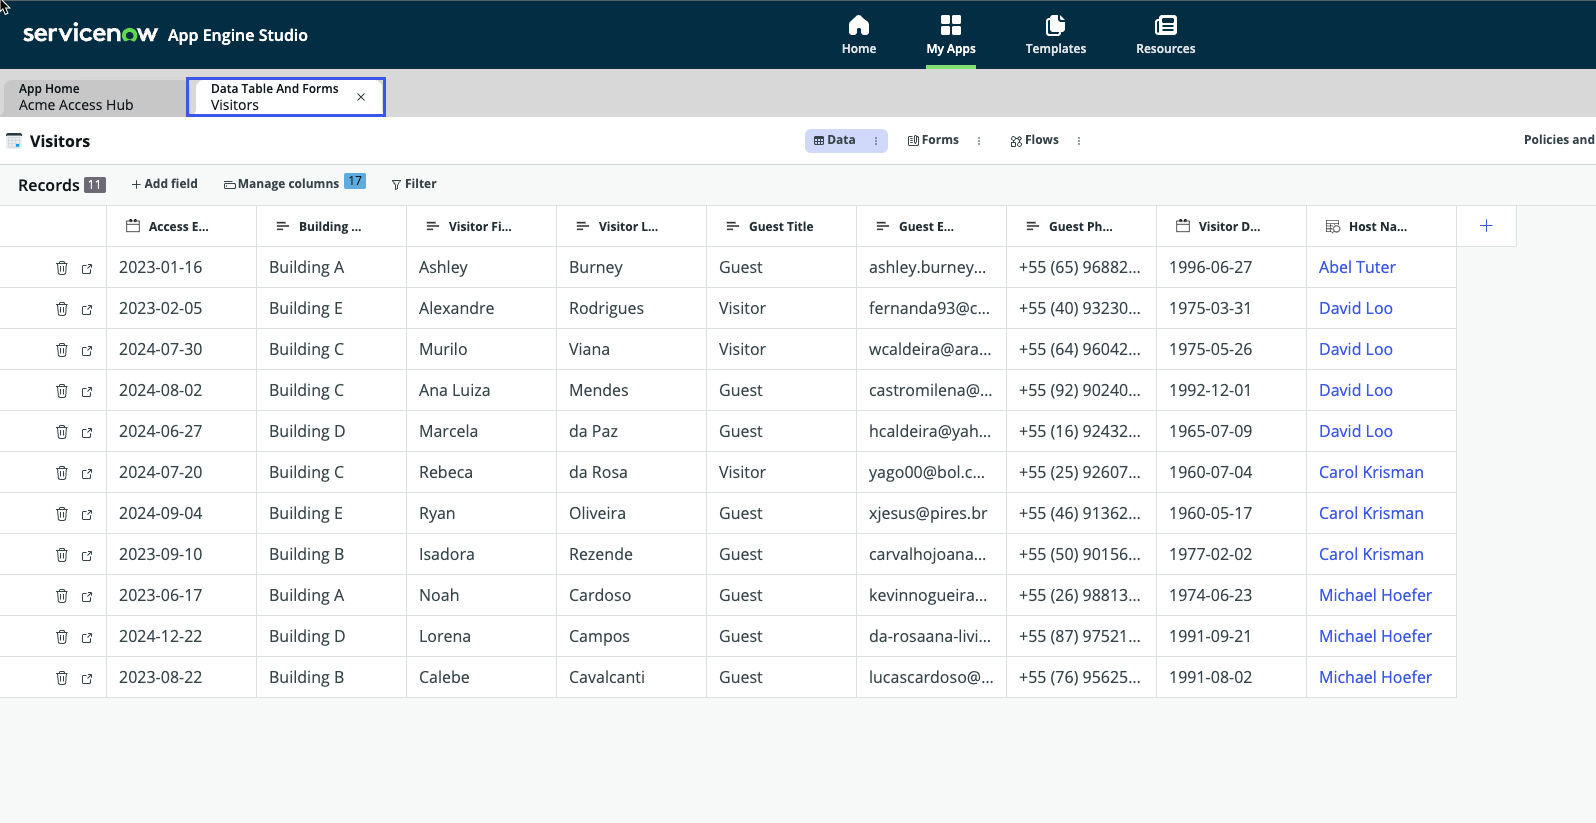 servicenow App Engine Studio
Home
My Apps
Templates
Resources
App Home
Acme Access Hub
Data Table And Forms
Visitors
Visitors
Data
Forms
Flows
Policies and
Records 11
+ Add field
Manage columns 17
Filter
Access E... Building ... Visitor Fi... Visitor L... Guest Title Guest E... Guest Ph... Visitor D... Host Na...
2023-01-16 Building A Ashley Burney Guest ashley.burney... +55 (65) 96882... 1996-06-27 Abel Tuter
2023-02-05 Building E Alexandre Rodrigues Visitor fernanda93@c... +55 (40) 93230... 1975-03-31 David Loo
2024-07-30 Building C Murilo Viana Visitor wcaldeira@ara... +55 (64) 96042... 1975-05-26 David Loo
2024-08-02 Building C Ana Luiza Mendes Guest castromilena@... +55 (92) 90240... 1992-12-01 David Loo
2024-06-27 Building D Marcela da Paz Guest hcaldeira@yah... +55 (16) 92432... 1965-07-09 David Loo
2024-07-20 Building C Rebeca da Rosa Visitor yago00@bol.c... +55 (25) 92607... 1960-07-04 Carol Krisman
2024-09-04 Building E Ryan Oliveira Guest xjesus@pires.br +55 (46) 91362... 1960-05-17 Carol Krisman
2023-09-10 Building B Isadora Rezende Guest carvalhojoana... +55 (50) 90156... 1977-02-02 Carol Krisman
2023-06-17 Building A Noah Cardoso Guest kevinnogueira... +55 (26) 98813... 1974-06-23 Michael Hoefer
2024-12-22 Building D Lorena Campos Guest da-rosaana-livi... +55 (87) 97521... 1991-09-21 Michael Hoefer
2023-08-22 Building B Calebe Cavalcanti Guest lucascardoso@... +55 (76) 95625... 1991-08-02 Michael Hoefer